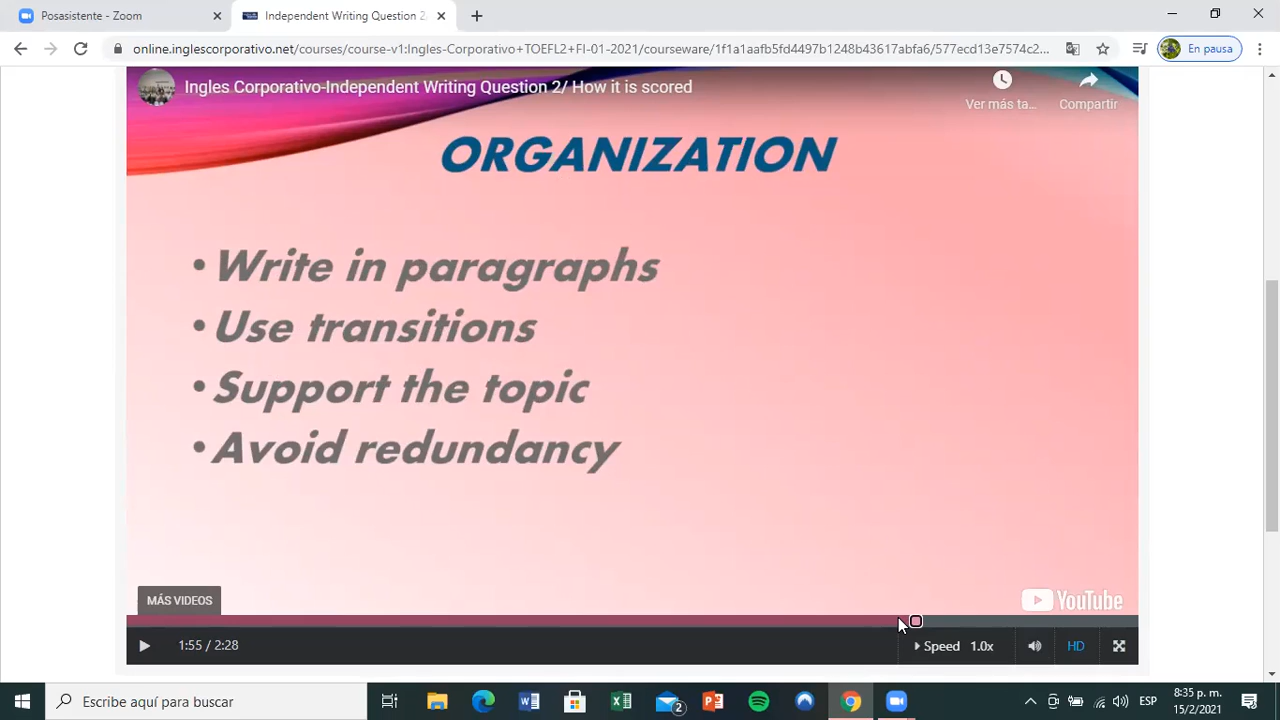 Posasistente - Zoom
Independent Writing Question 2
online.inglescorporativo.net/courses/course-v1:Ingles-Corporativo+TOEFL2+FI-01-2021/courseware/1f1a1aafb5fd4497b1248b43617abfa6/577ecd13e7574c2...
En pausa
Ingles Corporativo-Independent Writing Question 2/ How it is scored
Ver más ta...
Compartir
ORGANIZATION
• Write in paragraphs
• Use transitions
• Support the topic
• Avoid redundancy
MÁS VIDEOS
YouTube
1:55 / 2:28
Speed 1.0x
HD
Escribe aquí para buscar
2
ESP
8:35 p. m.
15/2/2021